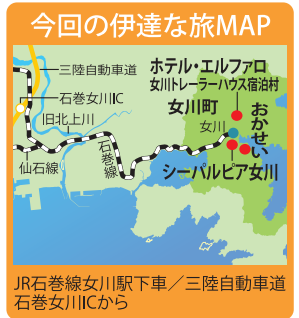 今回の伊達な旅MAP
三陸自動車道
石巻女川IC
旧北上川
仙石線
石巻線
ホテル・エルファロ
女川トレーラーハウス宿泊村
女川町
女川
おかせい
シーパルピア女川
JR石巻線女川駅下車／三陸自動車道
石巻女川ICから